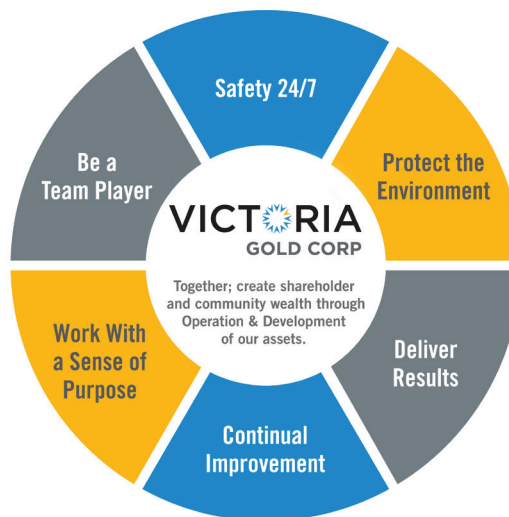 Safety 24/7
Protect the
Environment
Deliver
Results
Continual
Improvement
Work With
a Sense of
Purpose
Be a
Team Player
VICTORIA
GOLD CORP
Together; create shareholder
and community wealth through
Operation & Development
of our assets.